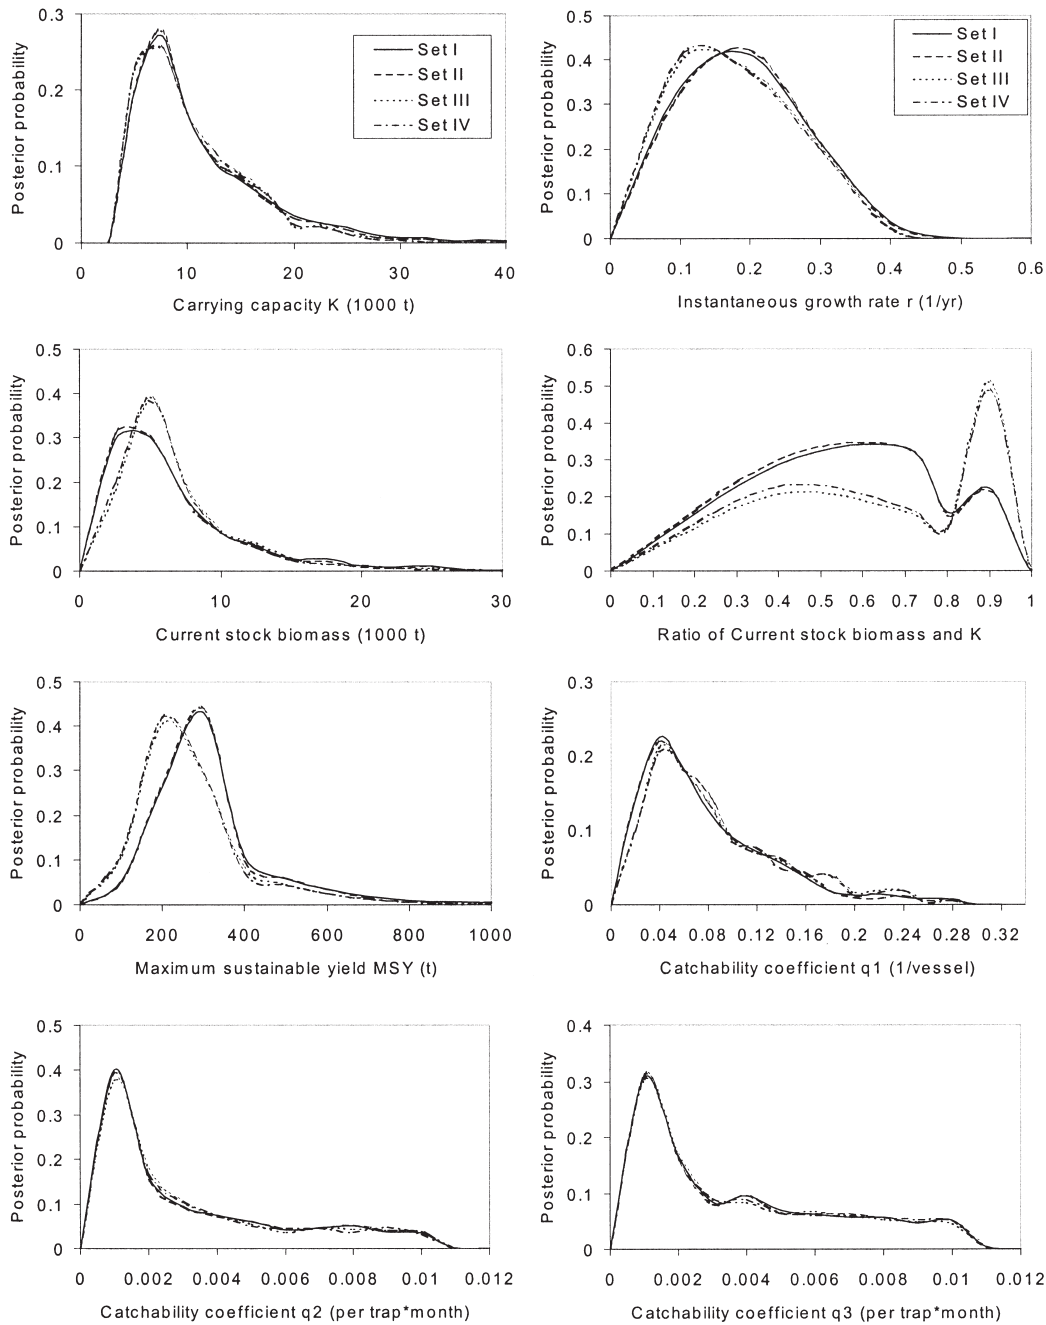 0.3
0.2
0.1
0
Posterior probability
Set I
Set II
Set III
Set IV
0 10 20 30 40
Carrying capacity K (1000 t)
0.5
0.4
0.3
0.2
0.1
0
Posterior probability
Set I
Set II
Set III
Set IV
0 0.1 0.2 0.3 0.4 0.5 0.6
Instantaneous growth rate r (1/yr)
0.5
0.4
0.3
0.2
0.1
0
Posterior probability
0 10 20 30
Current stock biomass (1000 t)
0.6
0.5
0.4
0.3
0.2
0.1
0
Posterior probability
0 0.1 0.2 0.3 0.4 0.5 0.6 0.7 0.8 0.9 1
Ratio of Current stock biomass and K
0.5
0.4
0.3
0.2
0.1
0
Posterior probability
0 200 400 600 800 1000
Maximum sustainable yield MSY (t)
0.3
0.2
0.1
0
Posterior probability
0 0.04 0.08 0.12 0.16 0.2 0.24 0.28 0.32
Catchability coefficient q1 (1/vessel)
0.5
0.4
0.3
0.2
0.1
0
Posterior probability
0 0.002 0.004 0.006 0.008 0.01 0.012
Catchability coefficient q2 (per trap*month)
0.4
0.3
0.2
0.1
0
Posterior probability
0 0.002 0.004 0.006 0.008 0.01 0.012
Catchability coefficient q3 (per trap*month)